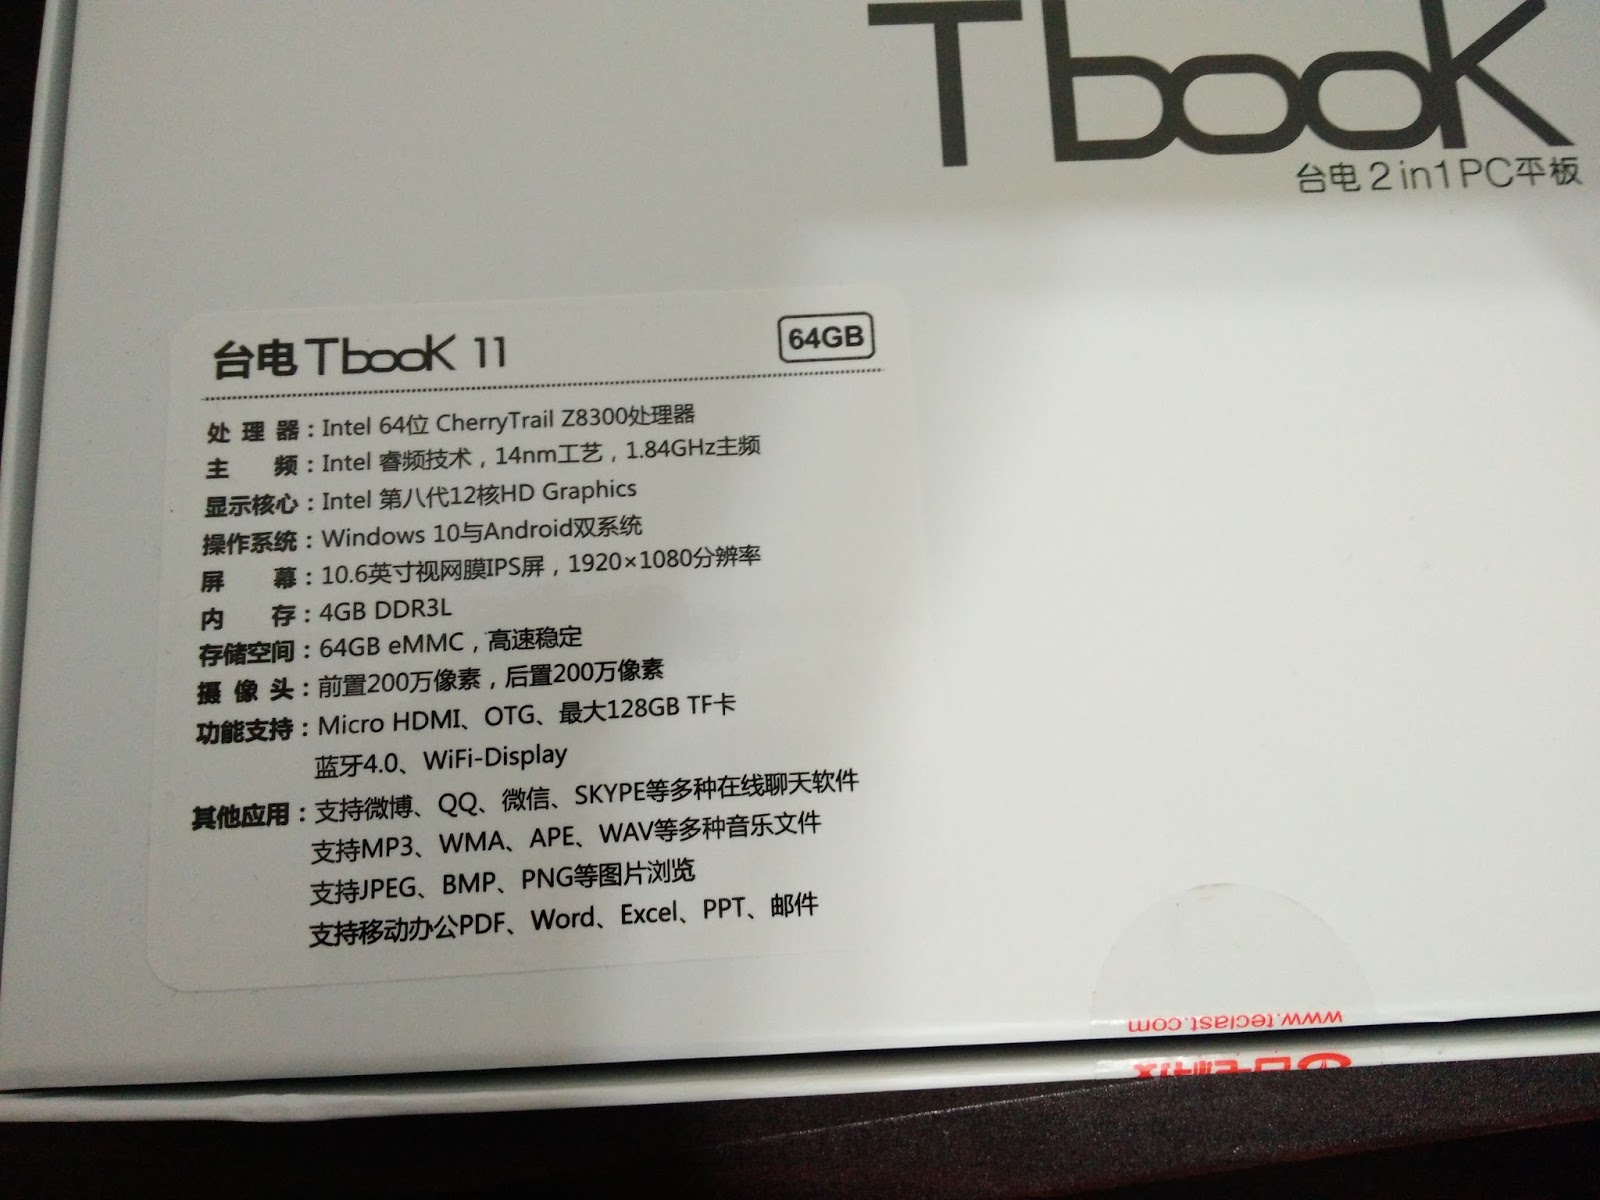 Tbook
台电2in1PC平板
台电Tbook 11
64GB
处理器：Intel 64位 CherryTrail Z8300处理器
主频：Intel 睿频技术，14nm工艺，1.84GHz主频
显示核心：Intel 第八代12核HD Graphics
操作系统：Windows 10与Android双系统
屏幕：10.6英寸视网膜IPS屏，1920×1080分辨率
内存：4GB DDR3L
存储空间：64GB eMMC，高速稳定
摄像头：前置200万像素，后置200万像素
功能支持：Micro HDMI、OTG、最大128GB TF卡
蓝牙4.0、WiFi-Display
其他应用：支持微博、QQ、微信、SKYPE等多种在线聊天软件
支持MP3、WMA、APE、WAV等多种音乐文件
支持JPEG、BMP、PNG等图片浏览
支持移动办公PDF、Word、Excel、PPT、邮件
www.teclast.com